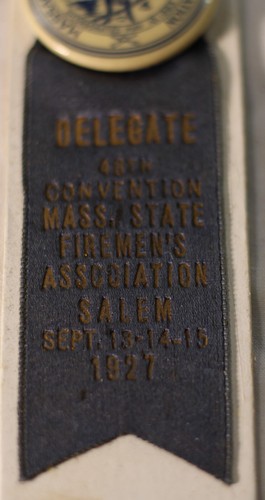 DELEGATE
48TH
CONVENTION
MASS. STATE
FIREMEN'S
ASSOCIATION
SALEM
SEPT. 13-14-15
1927